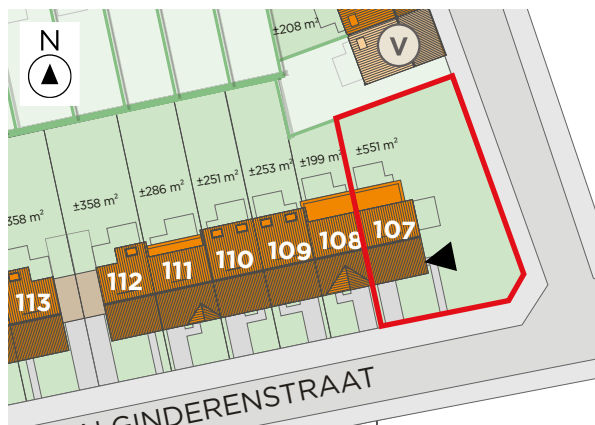 N
±208 m²
V
358 m²
±358 m²
±286 m²
±251 m²
±253 m²
±199 m²
±551 m²
113
112
111
110
109
108
107
GINDERENSTRAAT